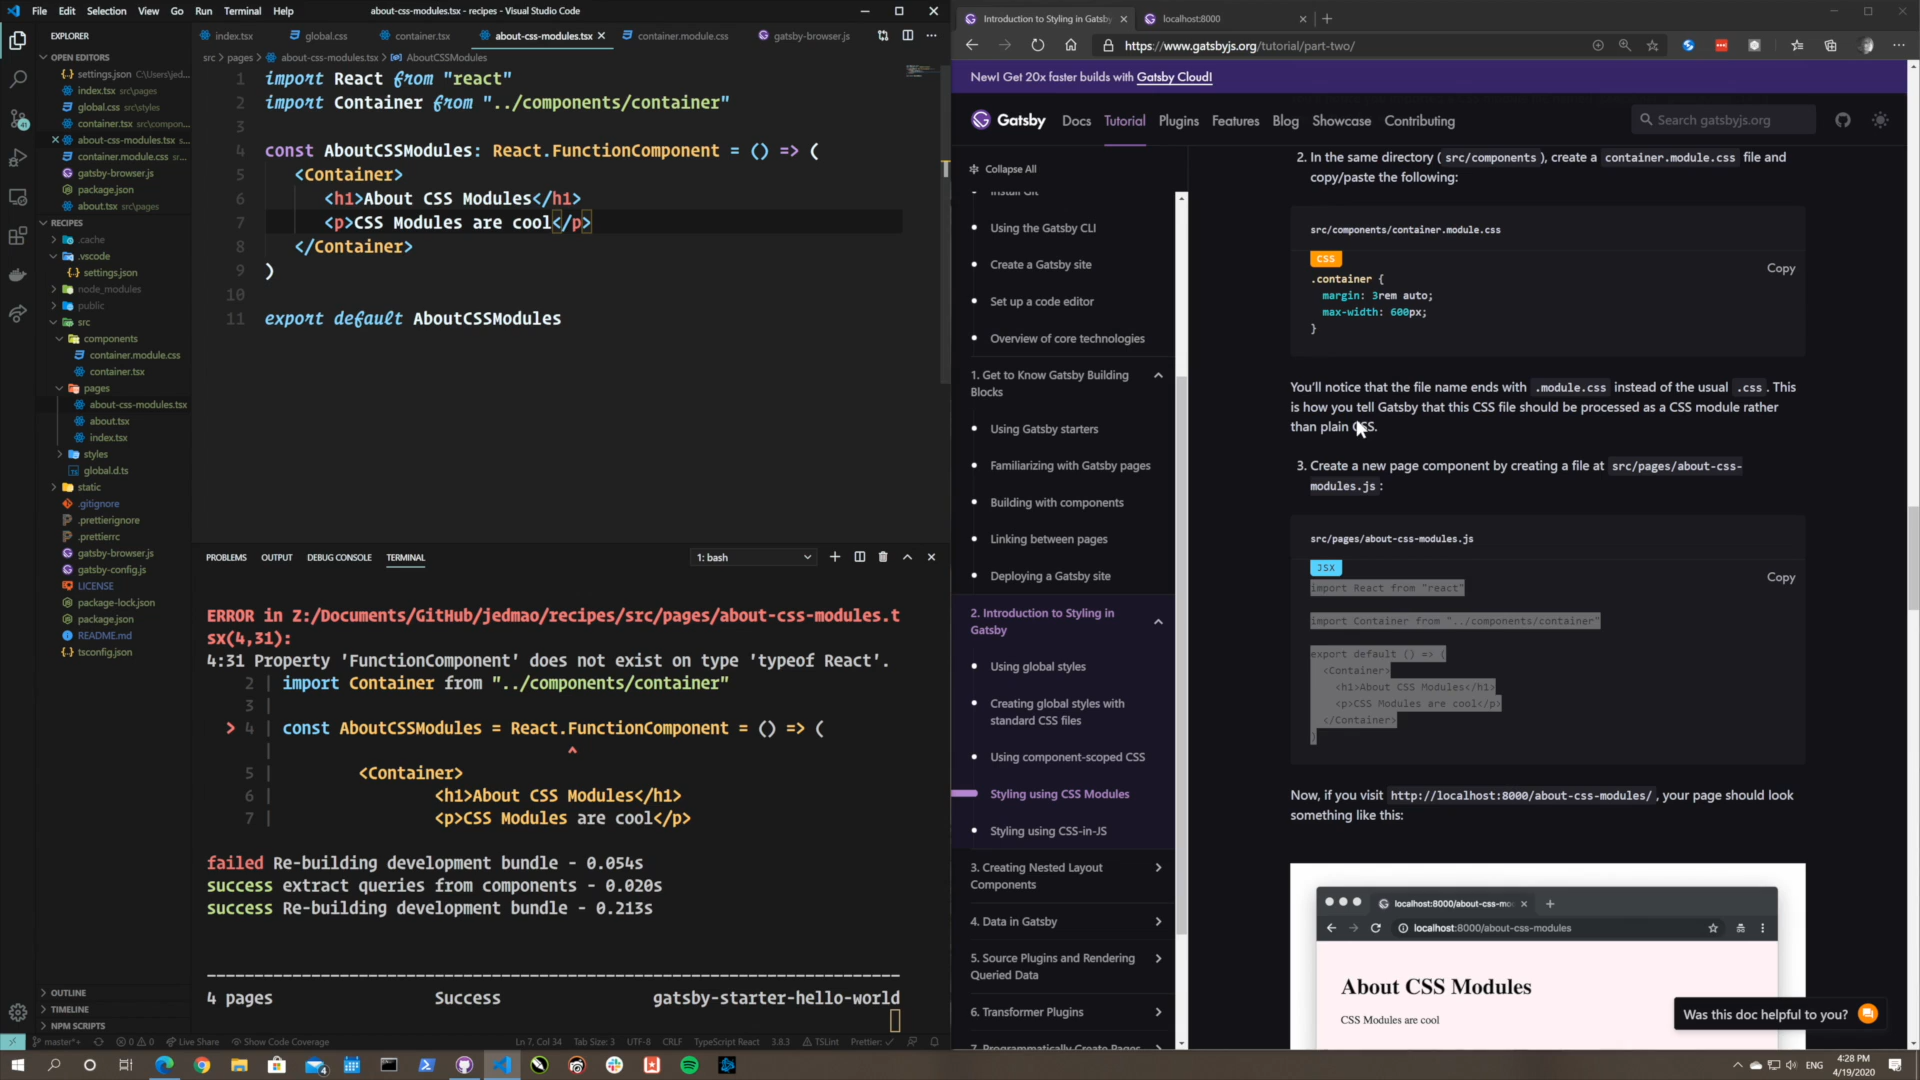 File Edit Selection View Go Run Terminal Help
about-css-modules.tsx - recipes - Visual Studio Code
EXPLORER
OPEN EDITORS
settings.json C:\Users\jed...
index.tsx src\pages
global.css src\styles
container.tsx src\compon...
about-css-modules.tsx s...
container.module.css sr...
gatsby-browser.js
package.json
about.tsx src\pages
RECIPES
.cache
.vscode
settings.json
node_modules
public
src
components
container.module.css
container.tsx
pages
about-css-modules.tsx
about.tsx
index.tsx
styles
global.d.ts
static
.gitignore
.prettierignore
.prettierrc
gatsby-browser.js
gatsby-config.js
LICENSE
package-lock.json
package.json
README.md
tsconfig.json
OUTLINE
TIMELINE
NPM SCRIPTS
index.tsx global.css container.tsx about-css-modules.tsx container.module.css gatsby-browser.js
src > pages > about-css-modules.tsx > AboutCSSModules
1 import React from "react"
2 import Container from "../components/container"
3
4 const AboutCSSModules: React.FunctionComponent = () => (
5 <Container>
6 <h1>About CSS Modules</h1>
7 <p>CSS Modules are cool</p>
8 </Container>
9 )
10
11 export default AboutCSSModules
PROBLEMS OUTPUT DEBUG CONSOLE TERMINAL 1: bash
ERROR in Z:/Documents/GitHub/jedmao/recipes/src/pages/about-css-modules.t
sx(4,31):
4:31 Property 'FunctionComponent' does not exist on type 'typeof React'.
2 | import Container from "../components/container"
3 |
> 4 | const AboutCSSModules = React.FunctionComponent = () => (
| ^
5 | <Container>
6 | <h1>About CSS Modules</h1>
7 | <p>CSS Modules are cool</p>
failed Re-building development bundle - 0.054s
success extract queries from components - 0.020s
success Re-building development bundle - 0.213s
4 pages Success gatsby-starter-hello-world
master*+ 0 0 Live Share Show Code Coverage Ln 7, Col 34 Tab Size: 3 UTF-8 CRLF TypeScript React 3.8.3 TSLint Prettier: ✓
Introduction to Styling in Gatsby
localhost:8000
https://www.gatsbyjs.org/tutorial/part-two/
New! Get 20x faster builds with Gatsby Cloud!
Gatsby Docs Tutorial Plugins Features Blog Showcase Contributing Search gatsbyjs.org
Collapse All
Install Git
Using the Gatsby CLI
Create a Gatsby site
Set up a code editor
Overview of core technologies
1. Get to Know Gatsby Building
Blocks
Using Gatsby starters
Familiarizing with Gatsby pages
Building with components
Linking between pages
Deploying a Gatsby site
2. Introduction to Styling in
Gatsby
Using global styles
Creating global styles with
standard CSS files
Using component-scoped CSS
Styling using CSS Modules
Styling using CSS-in-JS
3. Creating Nested Layout
Components
4. Data in Gatsby
5. Source Plugins and Rendering
Queried Data
6. Transformer Plugins
7. Programmatically Create Pages
2. In the same directory ( src/components ), create a container.module.css file and
copy/paste the following:
src/components/container.module.css
CSS
Copy
.container {
margin: 3rem auto;
max-width: 600px;
}
You'll notice that the file name ends with .module.css instead of the usual .css. This
is how you tell Gatsby that this CSS file should be processed as a CSS module rather
than plain CSS.
3. Create a new page component by creating a file at src/pages/about-css-
modules.js :
src/pages/about-css-modules.js
JSX
Copy
import React from "react"
import Container from "../components/container"
export default () => (
<Container>
<h1>About CSS Modules</h1>
<p>CSS Modules are cool</p>
</Container>
)
Now, if you visit http://localhost:8000/about-css-modules/ , your page should look
something like this:
localhost:8000/about-css-mo
localhost:8000/about-css-modules
About CSS Modules
CSS Modules are cool
Was this doc helpful to you?
ENG
4:28 PM
4/19/2020